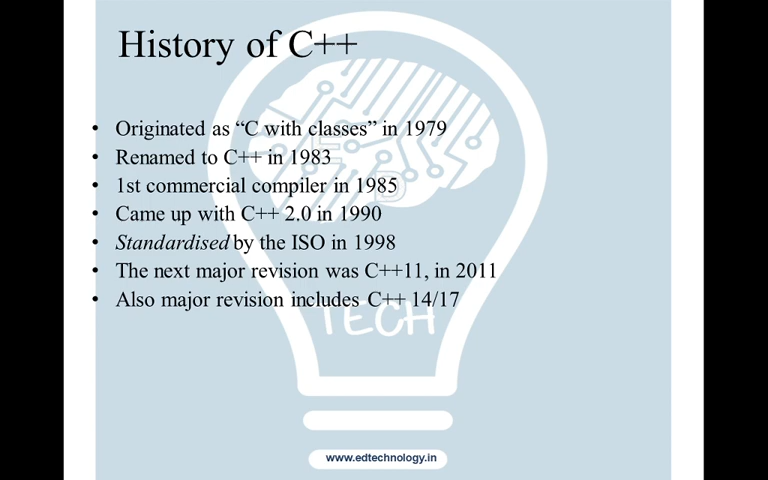 History of C++
• Originated as “C with classes” in 1979
• Renamed to C++ in 1983
• 1st commercial compiler in 1985
• Came up with C++ 2.0 in 1990
• Standardised by the ISO in 1998
• The next major revision was C++11, in 2011
• Also major revision includes C++ 14/17
ED
TECH
www.edtechnology.in